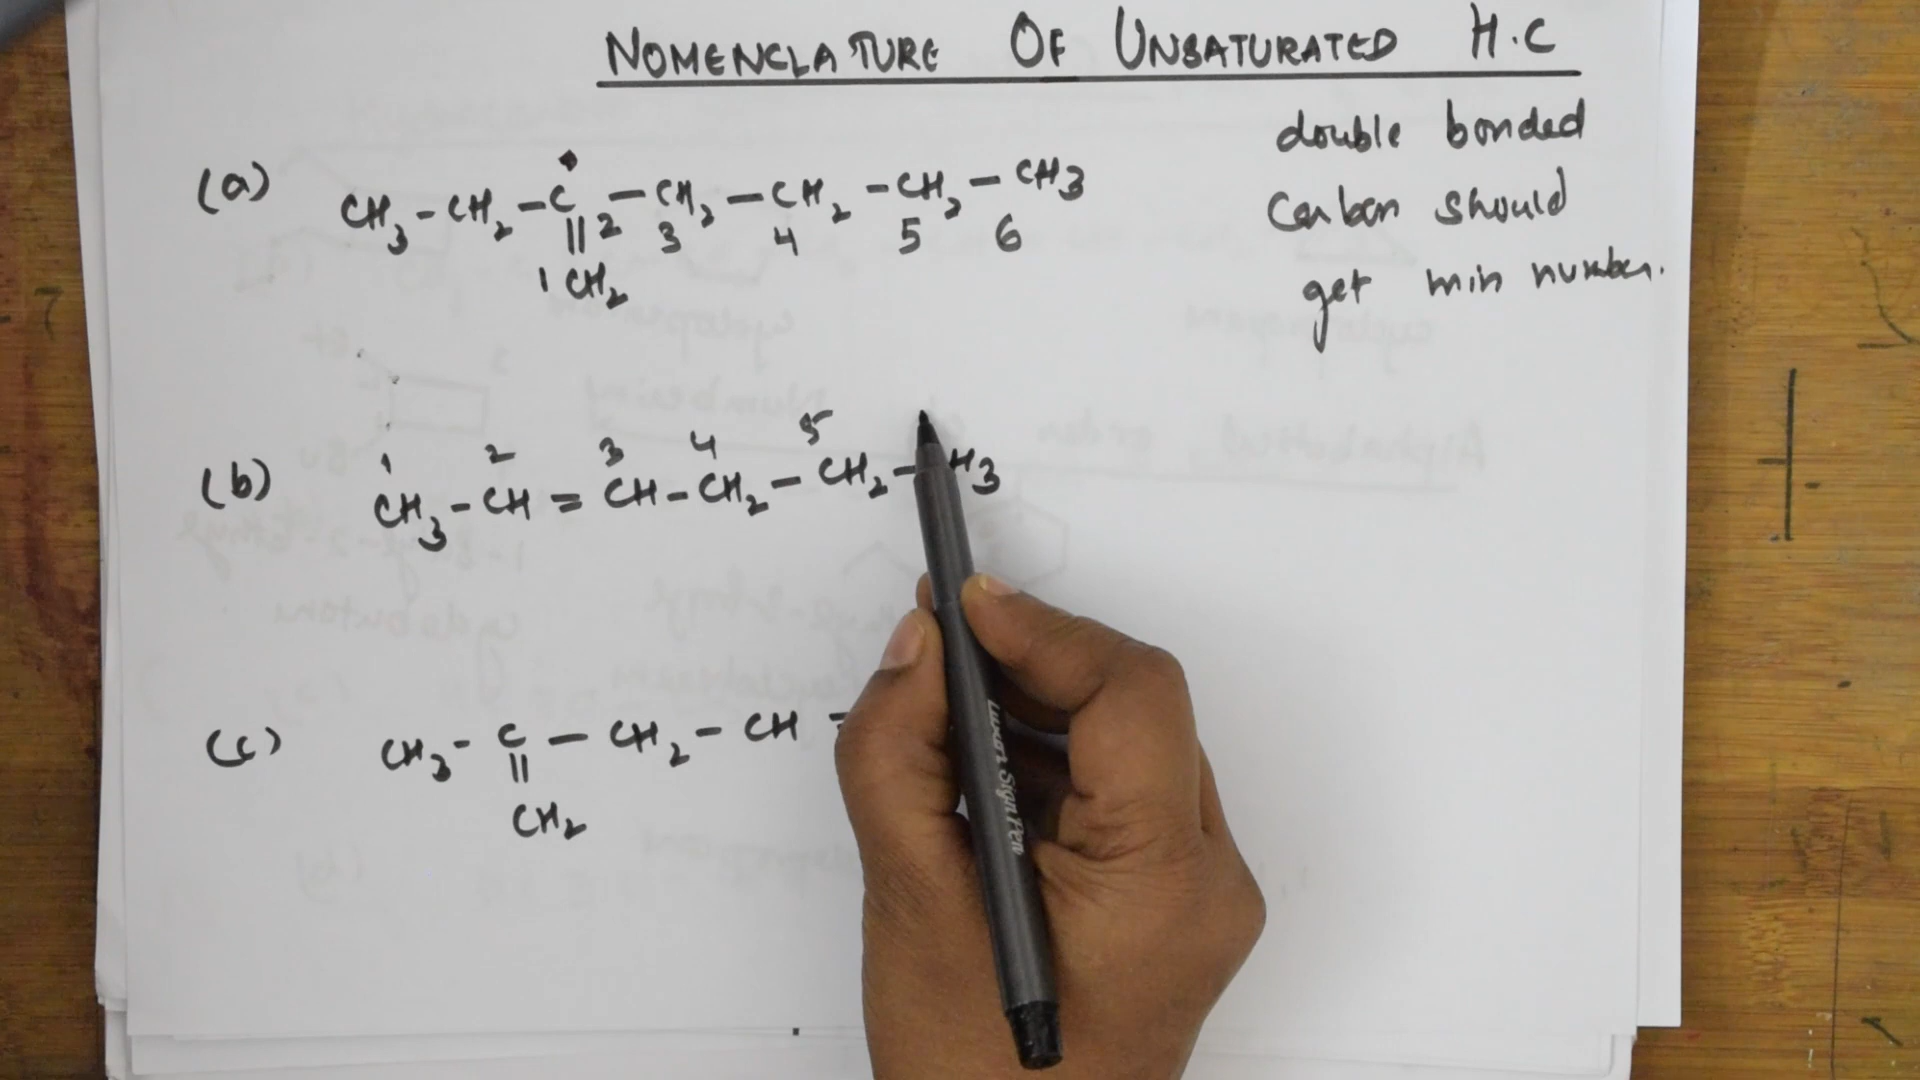 NOMENCLATURE OF UNSATURATED H.C
double bonded
Carbon should
get min number.
(a) CH3-CH2-C-CH2-CH2-CH2-CH3
|| 2 3 4 5 6
1 CH2
1 2 3 4 5
(b) CH3-CH=CH-CH2-CH2- H3
(c) CH3-C-CH2-CH=
||
CH2
Luxor Sign Pen